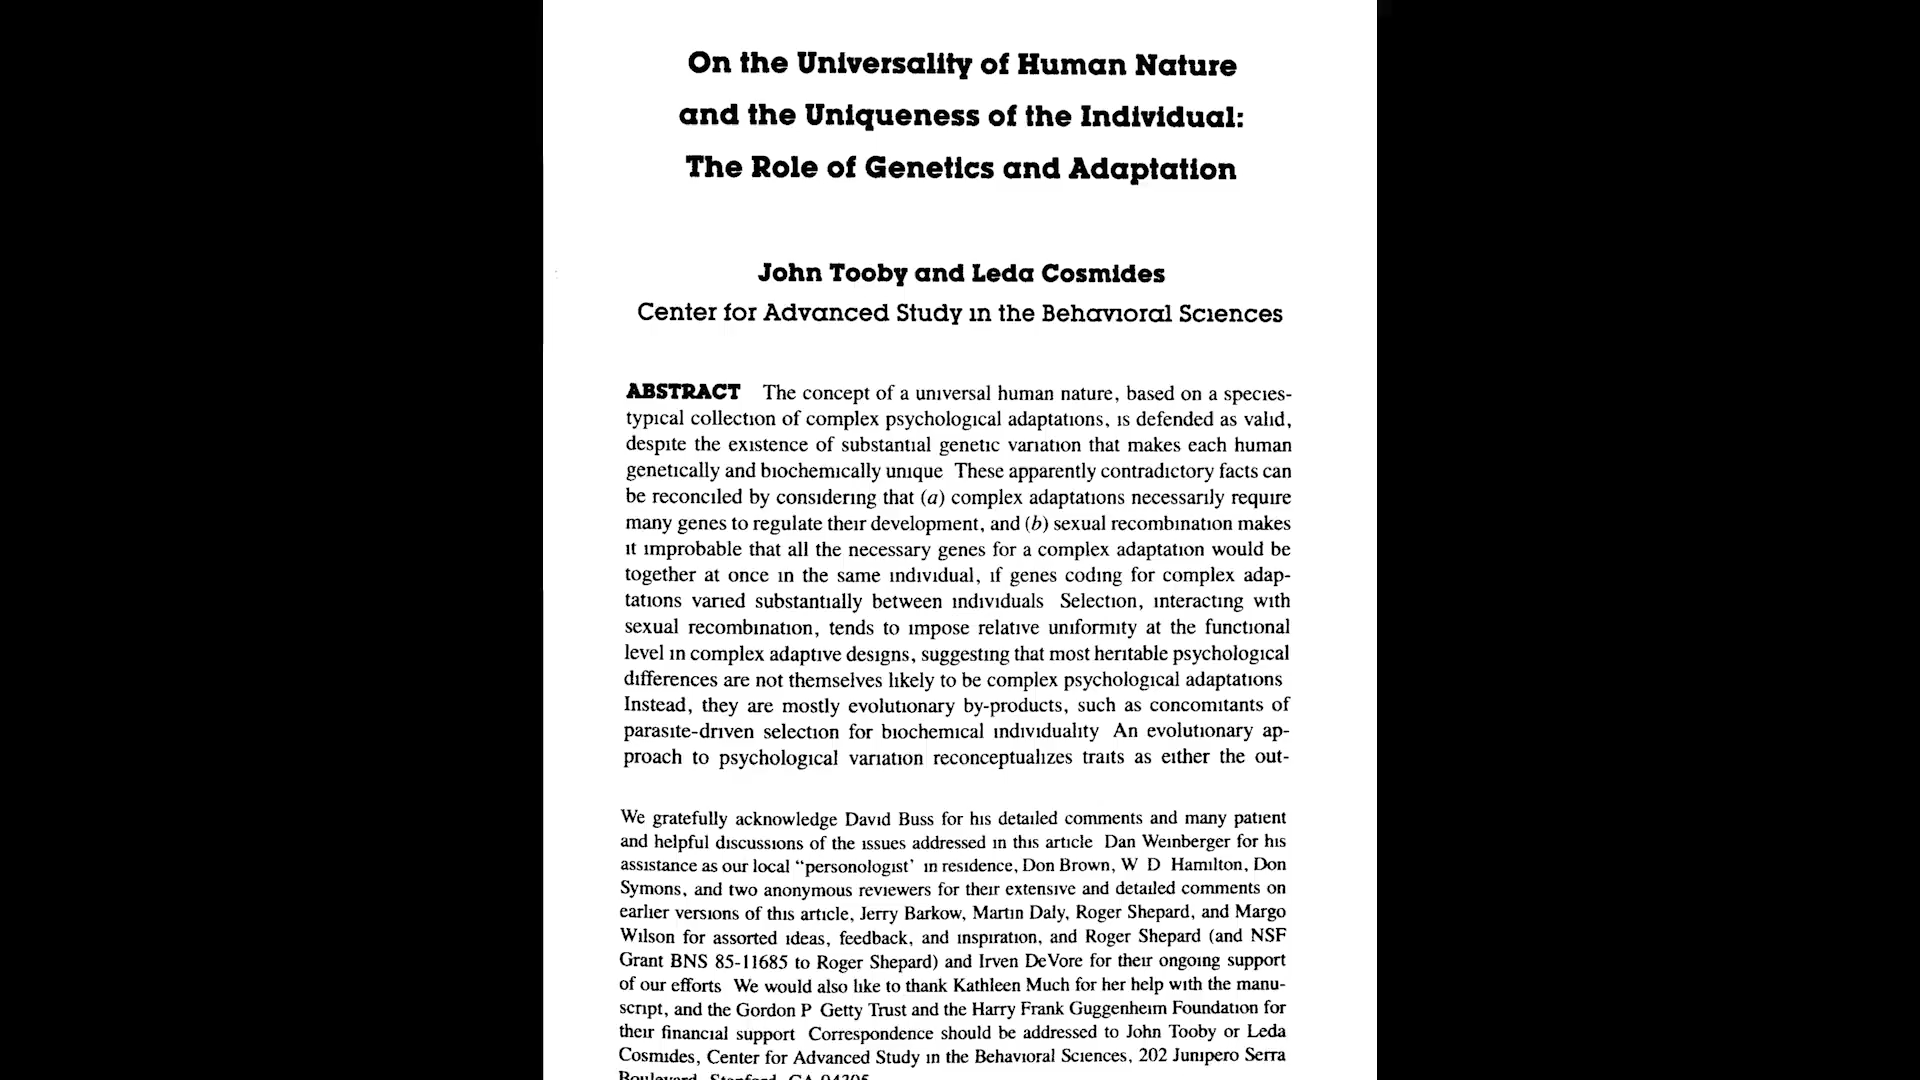 On the Universality of Human Nature
and the Uniqueness of the Individual:
The Role of Genetics and Adaptation
John Tooby and Leda Cosmides
Center for Advanced Study in the Behavioral Sciences
ABSTRACT The concept of a universal human nature, based on a species-
typical collection of complex psychological adaptations, is defended as valid,
despite the existence of substantial genetic variation that makes each human
genetically and biochemically unique These apparently contradictory facts can
be reconciled by considering that (a) complex adaptations necessarily require
many genes to regulate their development, and (b) sexual recombination makes
it improbable that all the necessary genes for a complex adaptation would be
together at once in the same individual, if genes coding for complex adap-
tations varied substantially between individuals Selection, interacting with
sexual recombination, tends to impose relative uniformity at the functional
level in complex adaptive designs, suggesting that most heritable psychological
differences are not themselves likely to be complex psychological adaptations
Instead, they are mostly evolutionary by-products, such as concomitants of
parasite-driven selection for biochemical individuality An evolutionary ap-
proach to psychological variation reconceptualizes traits as either the out-
We gratefully acknowledge David Buss for his detailed comments and many patient
and helpful discussions of the issues addressed in this article Dan Weinberger for his
assistance as our local "personologist' in residence, Don Brown, W D Hamilton, Don
Symons, and two anonymous reviewers for their extensive and detailed comments on
earlier versions of this article, Jerry Barkow, Martin Daly, Roger Shepard, and Margo
Wilson for assorted ideas, feedback, and inspiration, and Roger Shepard (and NSF
Grant BNS 85-11685 to Roger Shepard) and Irven DeVore for their ongoing support
of our efforts We would also like to thank Kathleen Much for her help with the manu-
script, and the Gordon P Getty Trust and the Harry Frank Guggenheim Foundation for
their financial support Correspondence should be addressed to John Tooby or Leda
Cosmides, Center for Advanced Study in the Behavioral Sciences, 202 Junipero Serra
Boulevard, Stanford, CA 94305